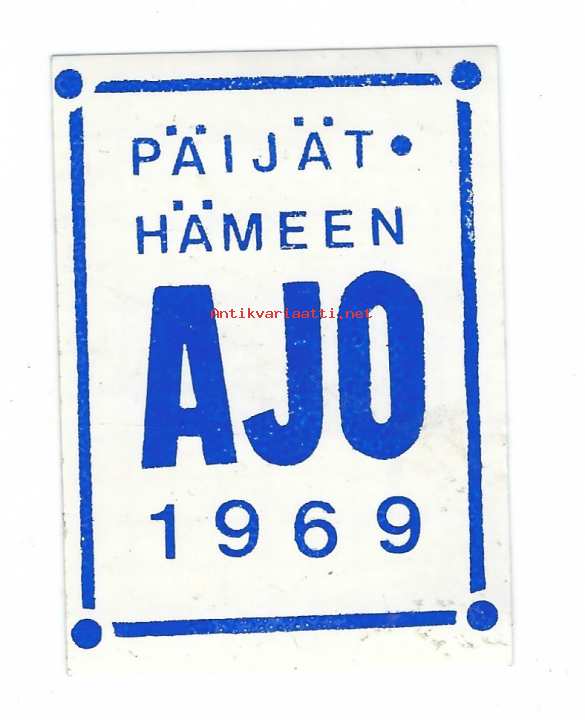 PÄIJÄT•
HÄMEEN
AJO
Antikvariaatti.net
1969